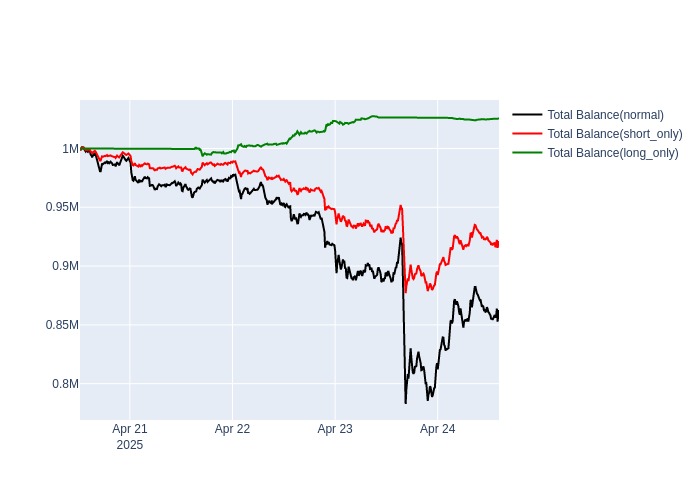 1M
0.95M
0.9M
0.85M
0.8M
Apr 21
2025
Apr 22
Apr 23
Apr 24
Total Balance(normal)
Total Balance(short_only)
Total Balance(long_only)